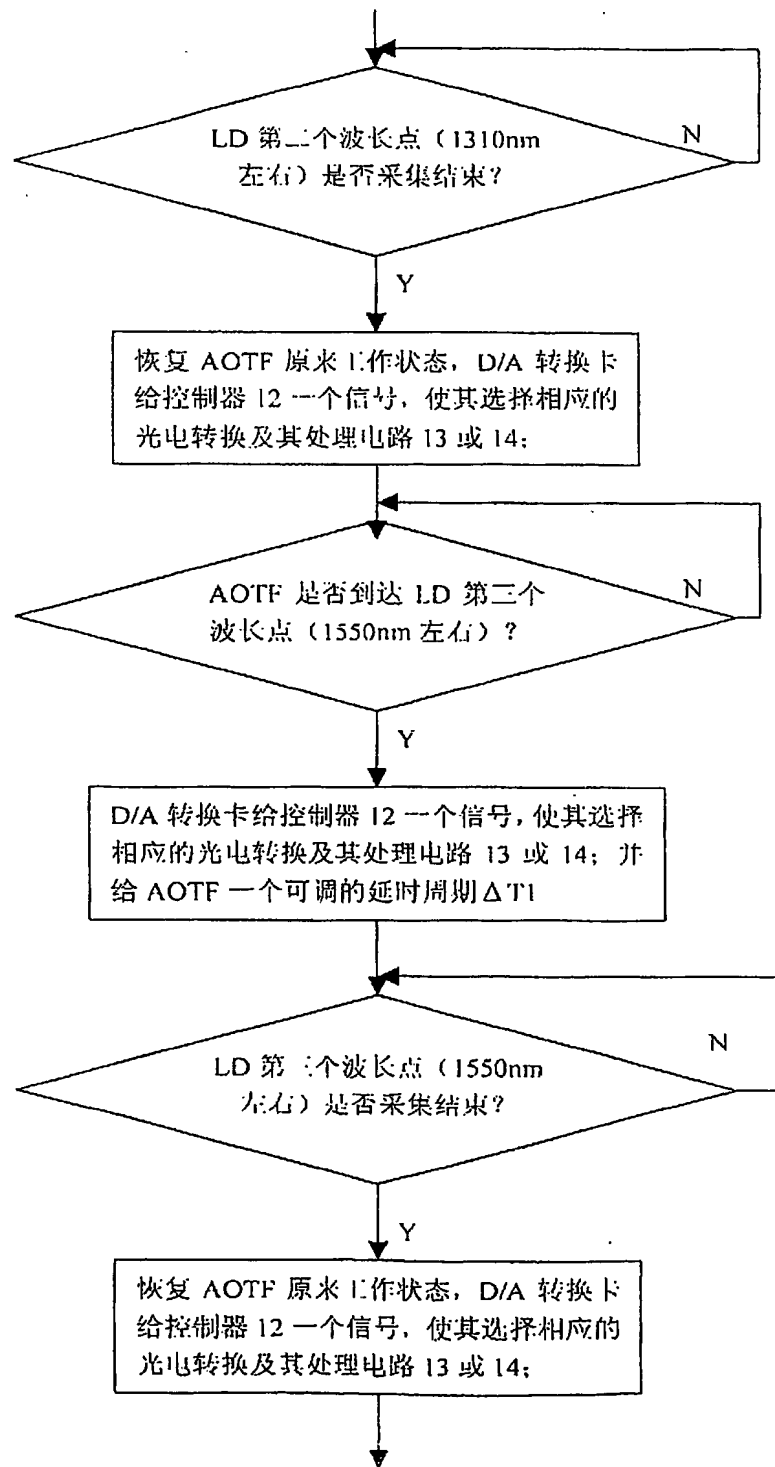 LD 第二个波长点（1310nm
N
左右）是否采集结束？
Y
恢复 AOTF 原来工作状态，D/A 转换卡
给控制器 12 一个信号，使其选择相应的
光电转换及其处理电路 13 或 14；
AOTF 是否到达 LD 第三个
N
波长点（1550nm 左右）？
Y
D/A 转换卡给控制器 12 一个信号，使其选择
相应的光电转换及其处理电路 13 或 14；并
给 AOTF 一个可调的延时周期 ΔT1
N
LD 第三个波长点（1550nm
左右）是否采集结束？
Y
恢复 AOTF 原来工作状态，D/A 转换卡
给控制器 12 一个信号，使其选择相应的
光电转换及其处理电路 13 或 14；